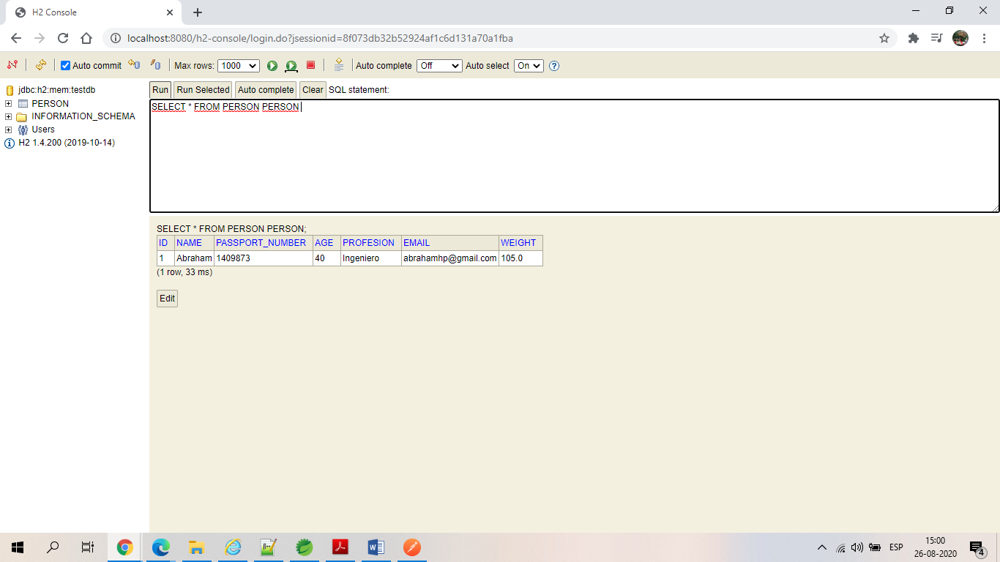 H2 Console
localhost:8080/h2-console/login.do?jsessionid=8f073db32b52924af1c6d131a70a1fba
Auto commit Max rows: 1000 Auto complete Off Auto select On
jdbc:h2:mem:testdb
PERSON
INFORMATION_SCHEMA
Users
H2 1.4.200 (2019-10-14)
Run Run Selected Auto complete Clear SQL statement:
SELECT * FROM PERSON PERSON
SELECT * FROM PERSON PERSON;
ID NAME PASSPORT_NUMBER AGE PROFESION EMAIL WEIGHT
1 Abraham 1409873 40 Ingeniero abrahamhp@gmail.com 105.0
(1 row, 33 ms)
Edit
ESP
15:00
26-08-2020
4